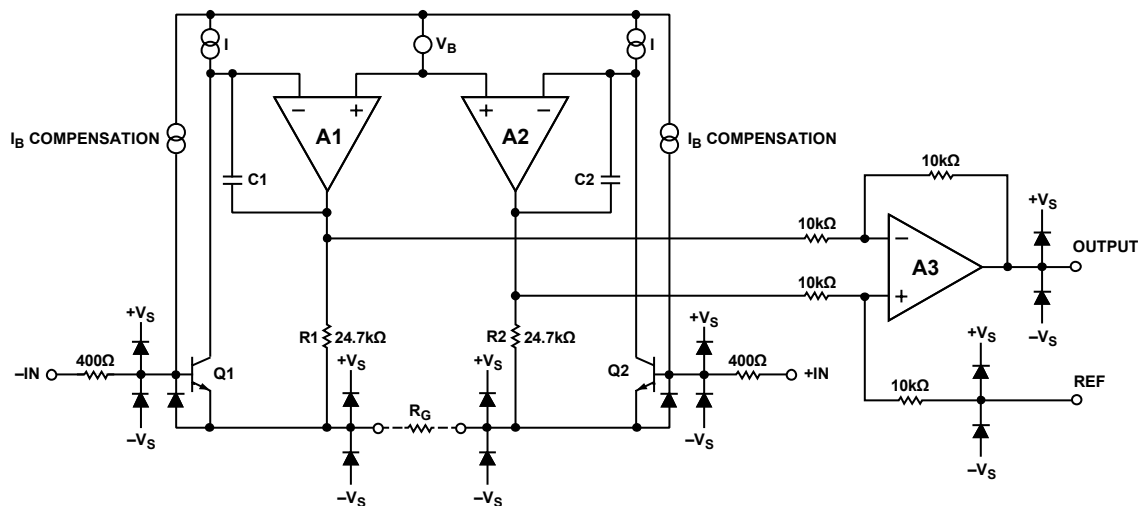 I
V_B
I
− + + −
A1 A2
I_B COMPENSATION
I_B COMPENSATION
C1 C2
10kΩ
10kΩ
+V_S
−
A3
OUTPUT
10kΩ
+
−V_S
R1 24.7kΩ
R2 24.7kΩ
+V_S
+V_S
+V_S
400Ω
Q1
+V_S
+V_S
Q2
400Ω
–IN
+IN
10kΩ
REF
R_G
–V_S
–V_S
–V_S
–V_S
–V_S